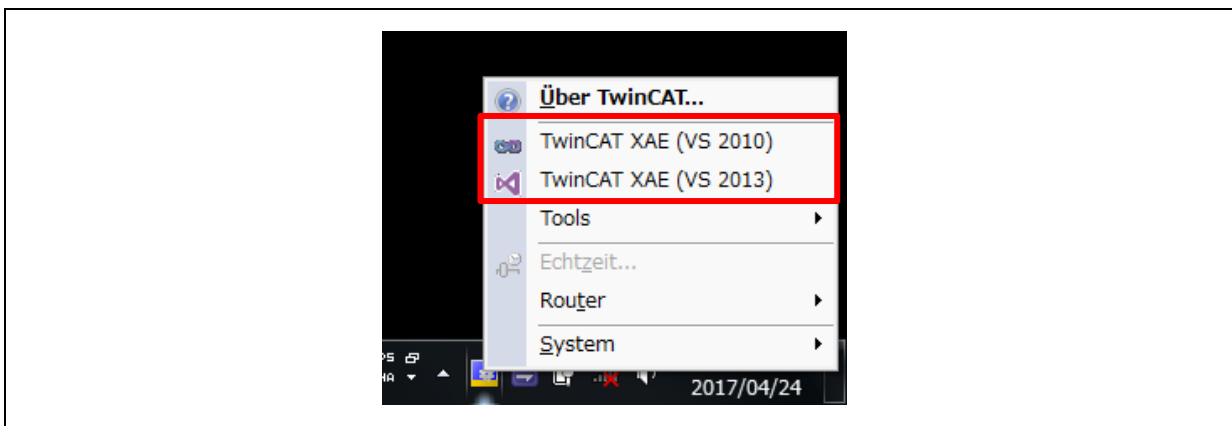 Über TwinCAT...
TwinCAT XAE (VS 2010)
TwinCAT XAE (VS 2013)
Tools
Echtzeit...
Router
System
2017/04/24